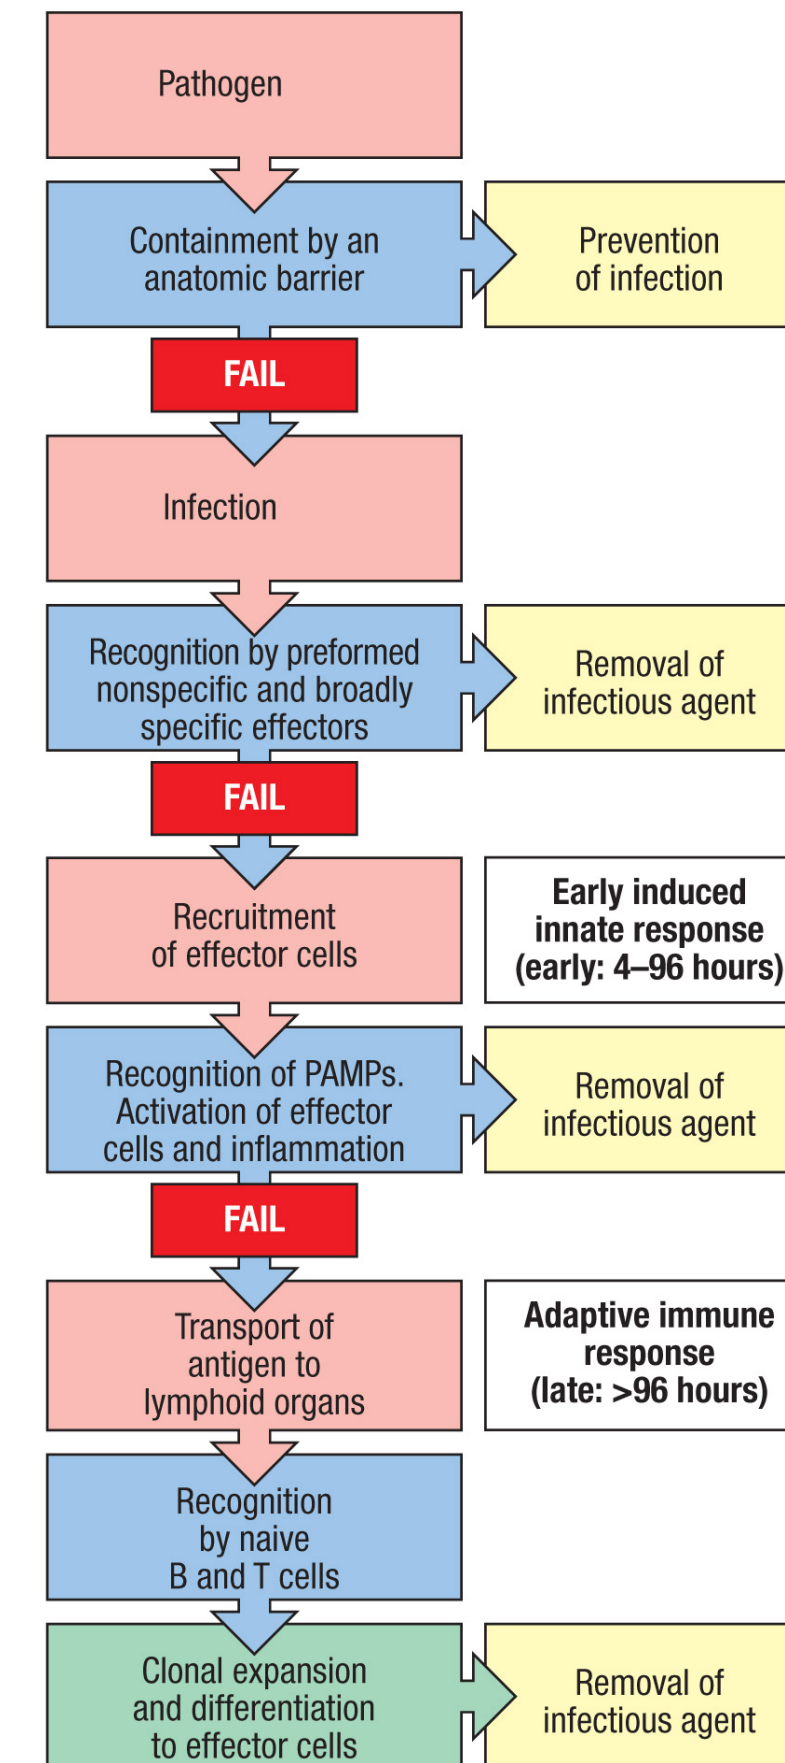 Pathogen
Containment by an
anatomic barrier
Prevention
of infection
FAIL
Infection
Recognition by preformed
nonspecific and broadly
specific effectors
Removal of
infectious agent
FAIL
Recruitment
of effector cells
Early induced
innate response
(early: 4–96 hours)
Recognition of PAMPs.
Activation of effector
cells and inflammation
Removal of
infectious agent
FAIL
Transport of
antigen to
lymphoid organs
Adaptive immune
response
(late: >96 hours)
Recognition
by naive
B and T cells
Clonal expansion
and differentiation
to effector cells
Removal of
infectious agent